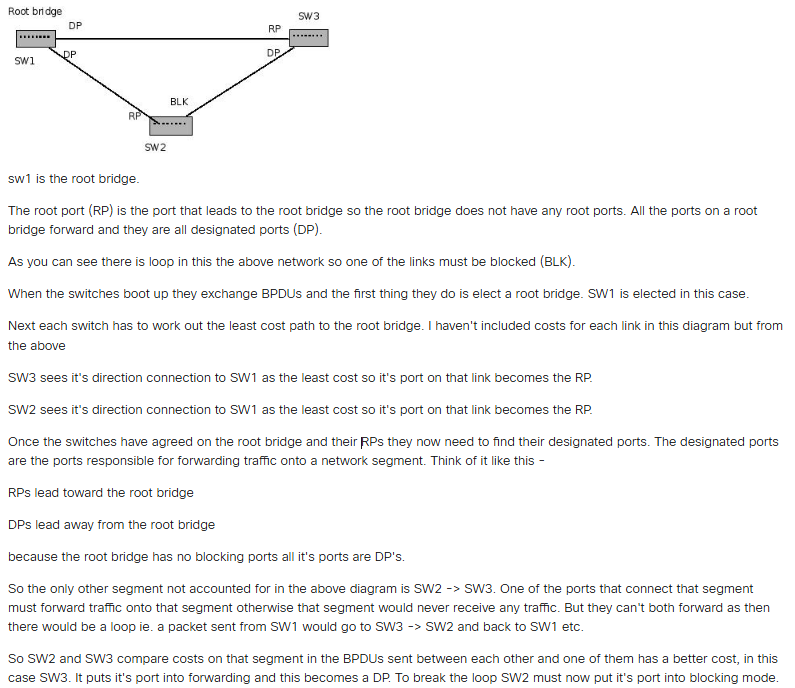 Root bridge
DP
SW3
RP
DP
DP
SW1
BLK
RP
SW2
sw1 is the root bridge.
The root port (RP) is the port that leads to the root bridge so the root bridge does not have any root ports. All the ports on a root
bridge forward and they are all designated ports (DP).
As you can see there is loop in this the above network so one of the links must be blocked (BLK).
When the switches boot up they exchange BPDUs and the first thing they do is elect a root bridge. SW1 is elected in this case.
Next each switch has to work out the least cost path to the root bridge. I haven't included costs for each link in this diagram but from
the above
SW3 sees it's direction connection to SW1 as the least cost so it's port on that link becomes the RP.
SW2 sees it's direction connection to SW1 as the least cost so it's port on that link becomes the RP.
Once the switches have agreed on the root bridge and their RPs they now need to find their designated ports. The designated ports
are the ports responsible for forwarding traffic onto a network segment. Think of it like this -
RPs lead toward the root bridge
DPs lead away from the root bridge
because the root bridge has no blocking ports all it's ports are DP's.
So the only other segment not accounted for in the above diagram is SW2 -> SW3. One of the ports that connect that segment
must forward traffic onto that segment otherwise that segment would never receive any traffic. But they can't both forward as then
there would be a loop ie. a packet sent from SW1 would go to SW3 -> SW2 and back to SW1 etc.
So SW2 and SW3 compare costs on that segment in the BPDUs sent between each other and one of them has a better cost, in this
case SW3. It puts it's port into forwarding and this becomes a DP. To break the loop SW2 must now put it's port into blocking mode.